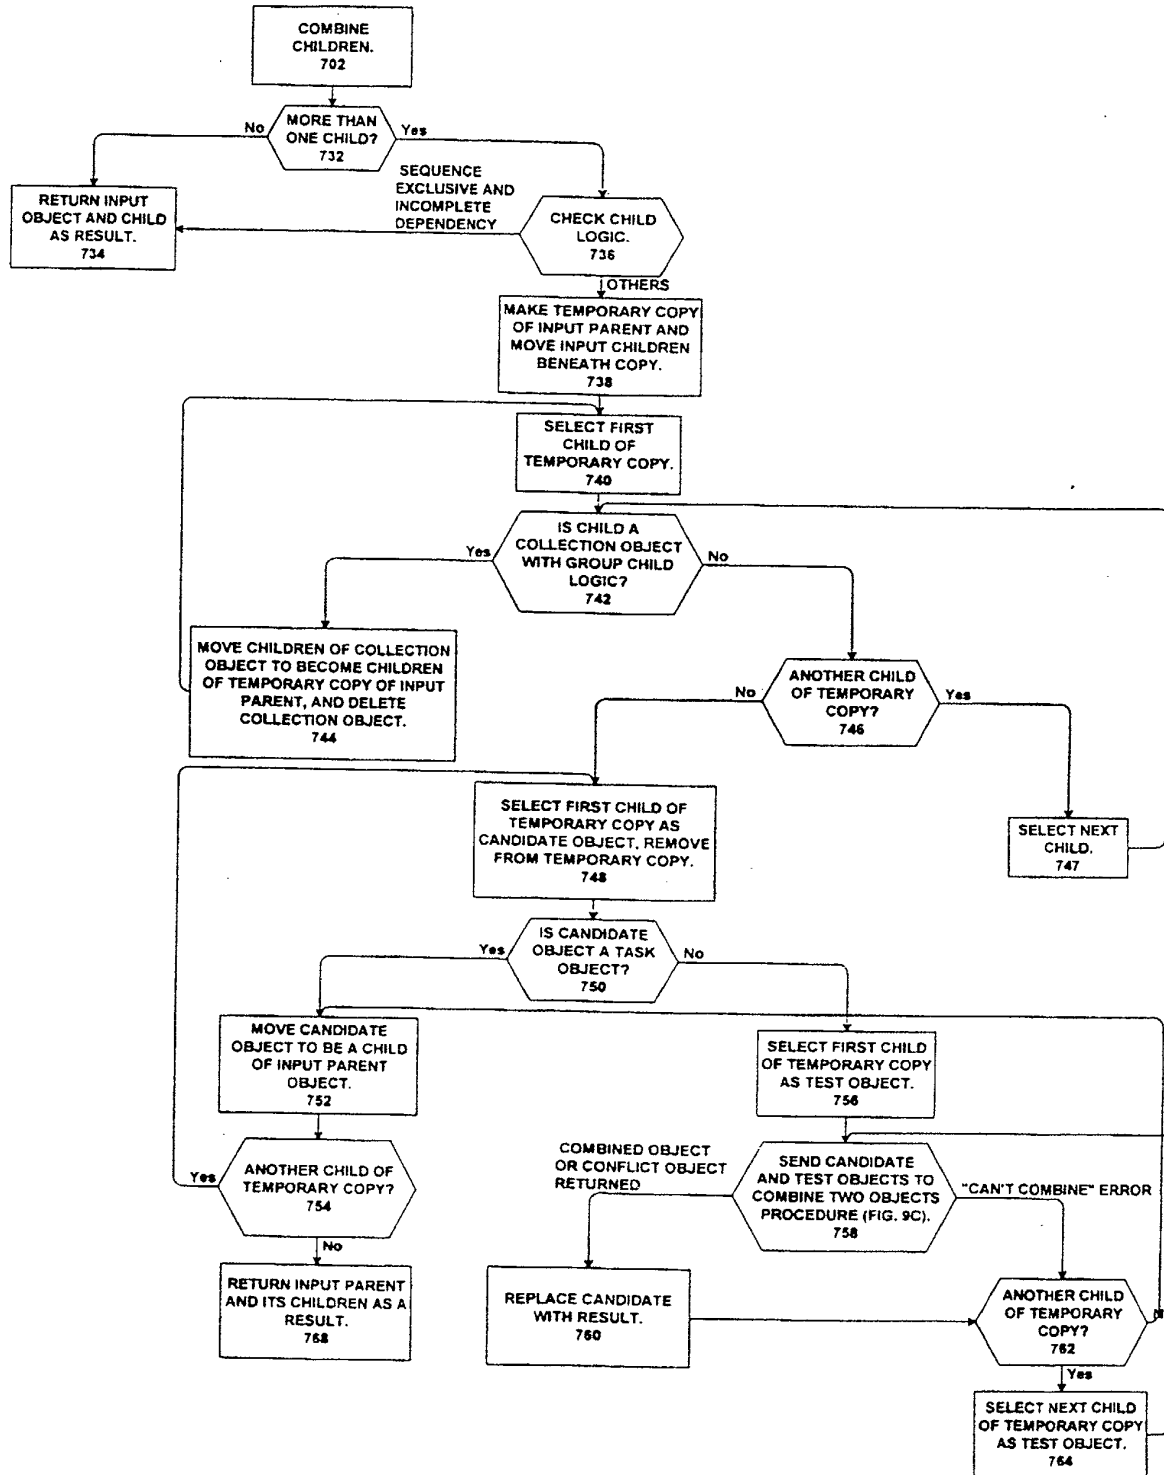 COMBINE
CHILDREN.
702
MORE THAN
ONE CHILD?
732
No
Yes
SEQUENCE
EXCLUSIVE AND
INCOMPLETE
DEPENDENCY
RETURN INPUT
OBJECT AND CHILD
AS RESULT.
734
CHECK CHILD
LOGIC.
736
OTHERS
MAKE TEMPORARY COPY
OF INPUT PARENT AND
MOVE INPUT CHILDREN
BENEATH COPY.
738
SELECT FIRST
CHILD OF
TEMPORARY COPY.
740
IS CHILD A
COLLECTION OBJECT
WITH GROUP CHILD
LOGIC?
742
Yes
No
MOVE CHILDREN OF COLLECTION
OBJECT TO BECOME CHILDREN
OF TEMPORARY COPY OF INPUT
PARENT, AND DELETE
COLLECTION OBJECT.
744
ANOTHER CHILD
OF TEMPORARY
COPY?
746
No
Yes
SELECT FIRST CHILD OF
TEMPORARY COPY AS
CANDIDATE OBJECT, REMOVE
FROM TEMPORARY COPY.
748
SELECT NEXT
CHILD.
747
IS CANDIDATE
OBJECT A TASK
OBJECT?
750
Yes
No
MOVE CANDIDATE
OBJECT TO BE A CHILD
OF INPUT PARENT
OBJECT.
752
SELECT FIRST CHILD
OF TEMPORARY COPY
AS TEST OBJECT.
756
ANOTHER CHILD OF
TEMPORARY COPY?
754
Yes
No
COMBINED OBJECT
OR CONFLICT OBJECT
RETURNED
SEND CANDIDATE
AND TEST OBJECTS TO
COMBINE TWO OBJECTS
PROCEDURE (FIG. 9C).
758
"CAN'T COMBINE" ERROR
RETURN INPUT PARENT
AND ITS CHILDREN AS A
RESULT.
768
REPLACE CANDIDATE
WITH RESULT.
760
ANOTHER CHILD
OF TEMPORARY
COPY?
762
Yes
SELECT NEXT CHILD
OF TEMPORARY COPY
AS TEST OBJECT.
764